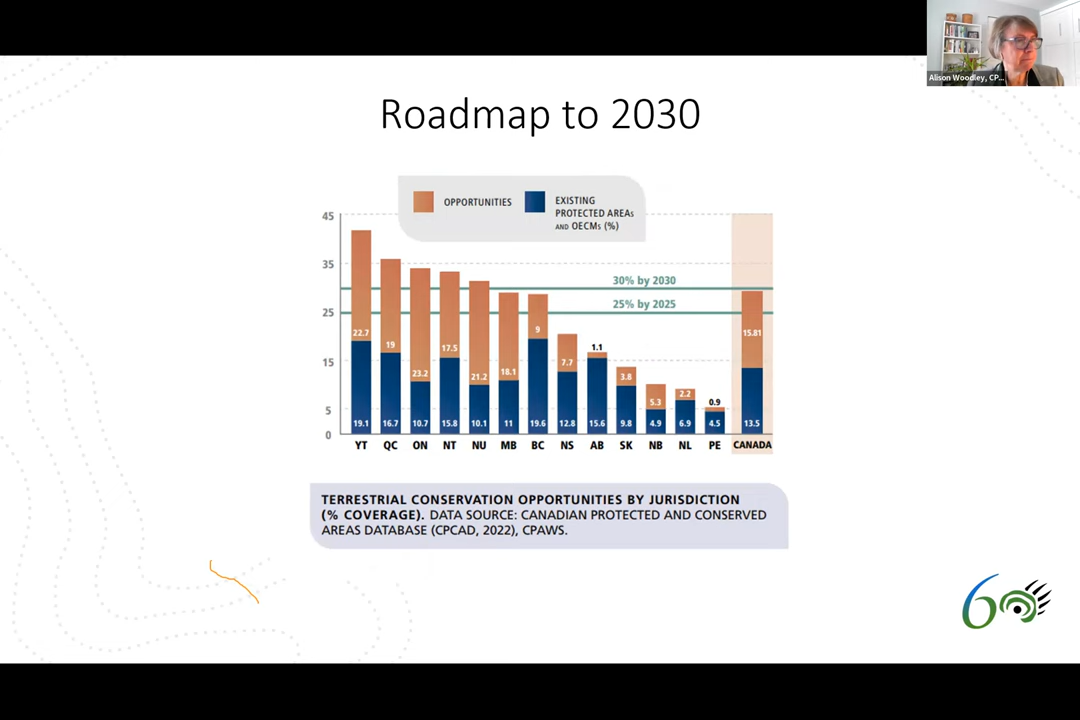 Alison Woodley, CP...
Roadmap to 2030
OPPORTUNITIES
EXISTING
PROTECTED AREAs
AND OECMs (%)
45
35
25
15
5
0
30% by 2030
25% by 2025
22.7
19
23.2
17.5
21.2
18.1
9
7.7
1.1
3.8
5.3
2.2
0.9
15.81
19.1
16.7
10.7
15.8
10.1
11
19.6
12.8
15.6
9.8
4.9
6.9
4.5
13.5
YT
QC
ON
NT
NU
MB
BC
NS
AB
SK
NB
NL
PE
CANADA
TERRESTRIAL CONSERVATION OPPORTUNITIES BY JURISDICTION
(% COVERAGE). DATA SOURCE: CANADIAN PROTECTED AND CONSERVED
AREAS DATABASE (CPCAD, 2022), CPAWS.
60